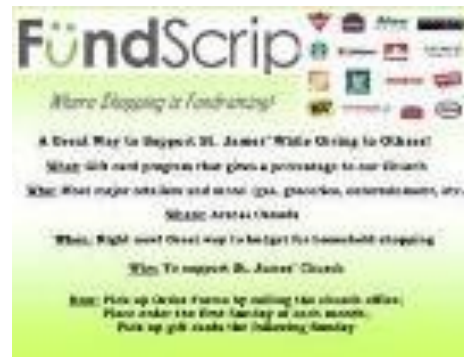 FündScrip
Where Shopping is Fundraising!
A Great Way to Support St. James' While Giving to Others!
What: Gift card program that gives a percentage to our Church
Who: Most major retailers and more: gas, groceries, entertainment, etc.
Where: Across Canada
When: Right now! Great way to budget for household shopping
Why: To support St. James' Church
How: Pick up Order Forms by calling the church office;
Place order the first Sunday of each month;
Pick up gift cards the following Sunday